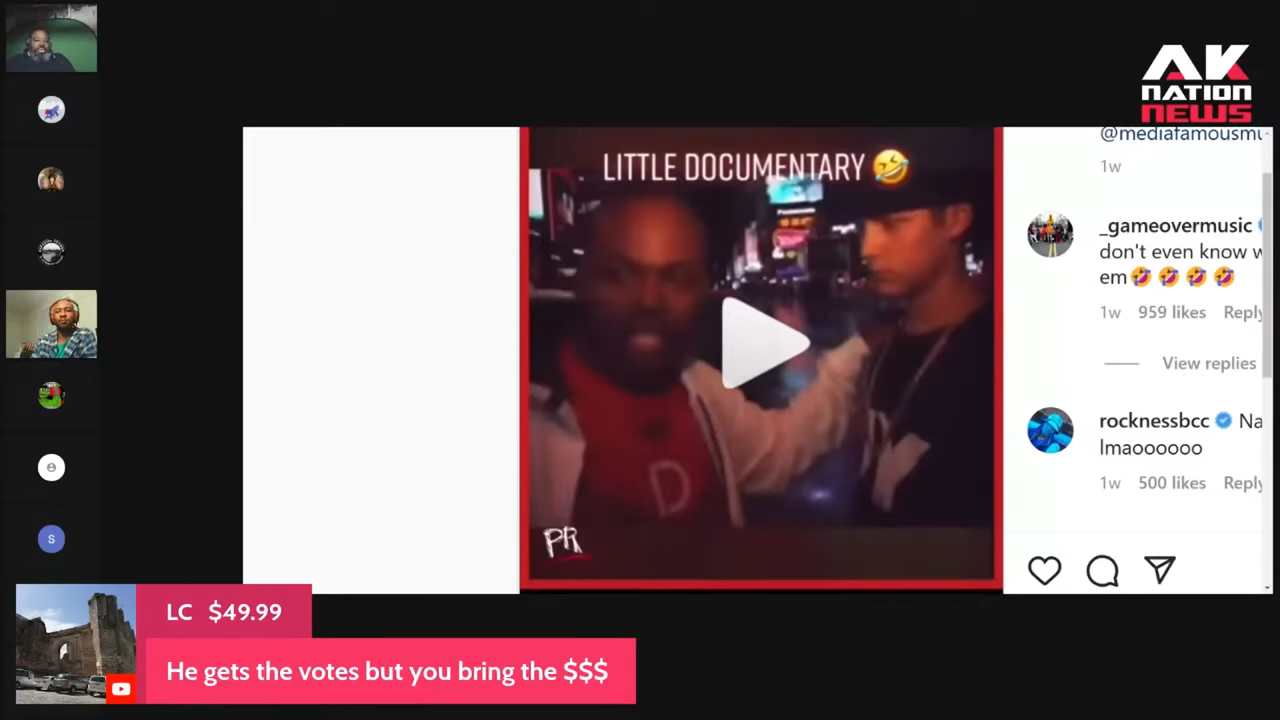 AK
NATION
NEWS
LITTLE DOCUMENTARY 🤣
@mediafamousmu
1w
_gameovermusic
don't even know w
em🤣🤣🤣🤣
1w 959 likes Reply
View replies
rocknessbcc Na
lmaoooooo
1w 500 likes Reply
D
PR
S
LC $49.99
He gets the votes but you bring the $$$